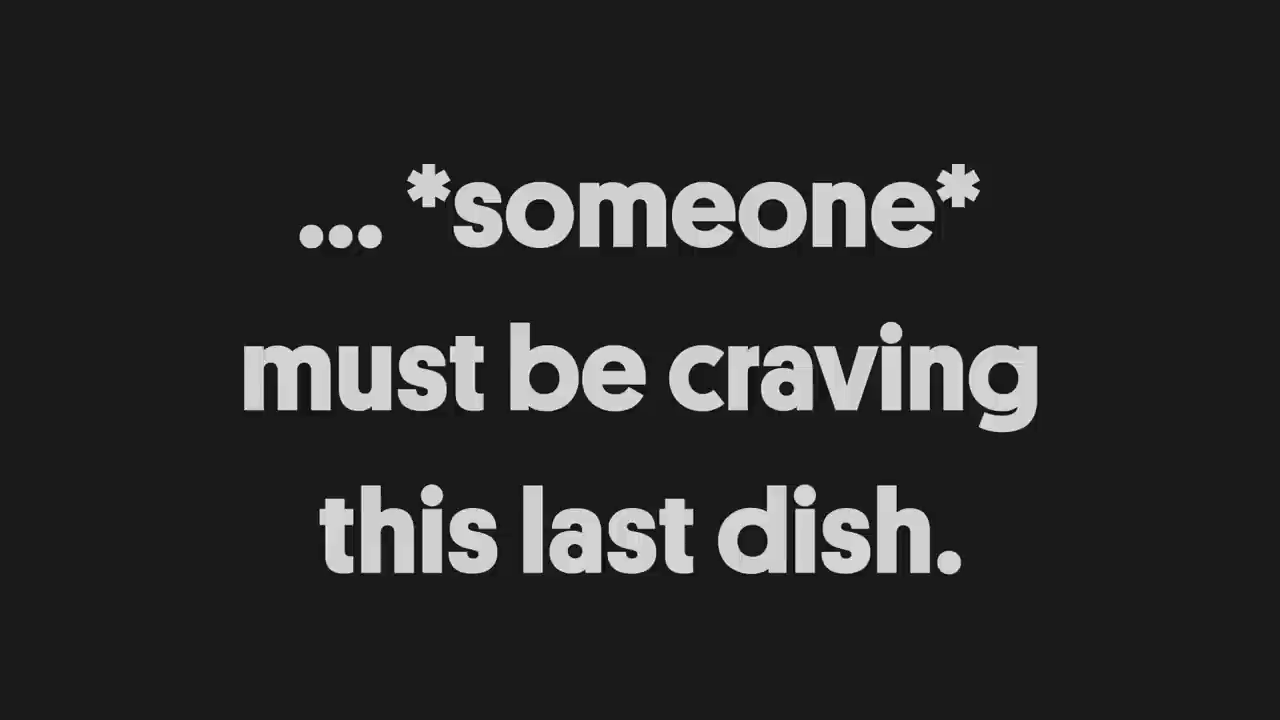 ... *someone*
must be craving
this last dish.